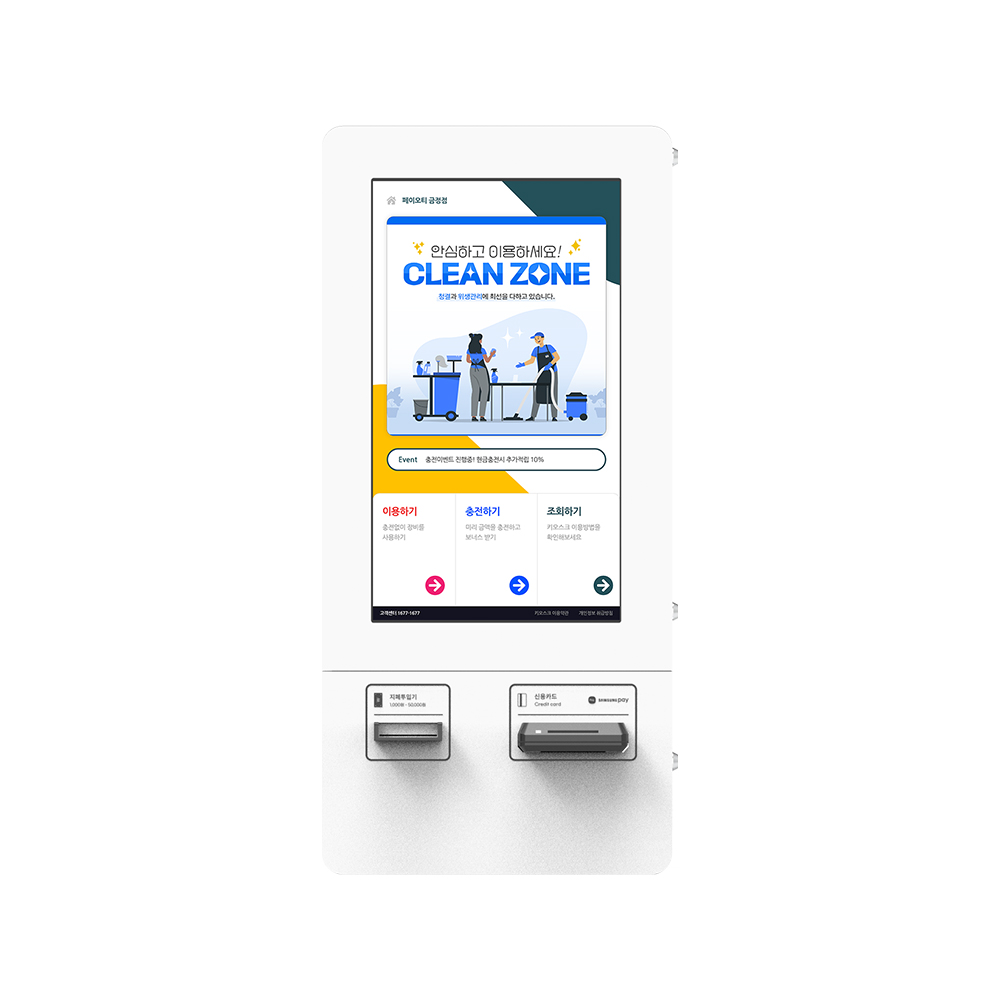 페이오티 금정점
안심하고 이용하세요!
CLEAN ZONE
청결과 위생관리에 최선을 다하고 있습니다.
Event 충전이벤트 진행중! 현금충전시 추가적립 10%
이용하기
충전없이 장비를
사용하기
충전하기
미리 금액을 충전하고
보너스 받기
조회하기
키오스크 이용방법을
확인해보세요
고객센터 1677-1677 키오스크 이용약관 개인정보 취급방침
지폐투입기
1,000원 - 50,000원
신용카드
Credit card
SAMSUNG pay